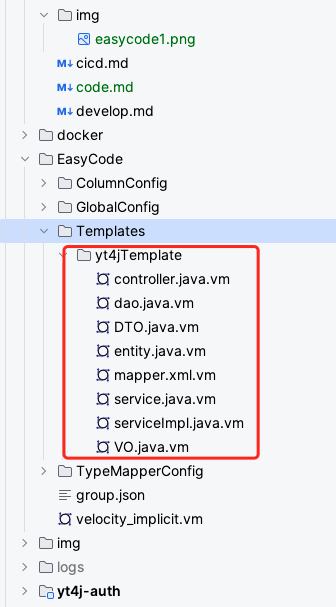 img
easycode1.png
M↓ cicd.md
M↓ code.md
M↓ develop.md
docker
EasyCode
ColumnConfig
GlobalConfig
Templates
yt4jTemplate
controller.java.vm
dao.java.vm
DTO.java.vm
entity.java.vm
mapper.xml.vm
service.java.vm
serviceImpl.java.vm
VO.java.vm
TypeMapperConfig
group.json
velocity_implicit.vm
img
logs
yt4j-auth